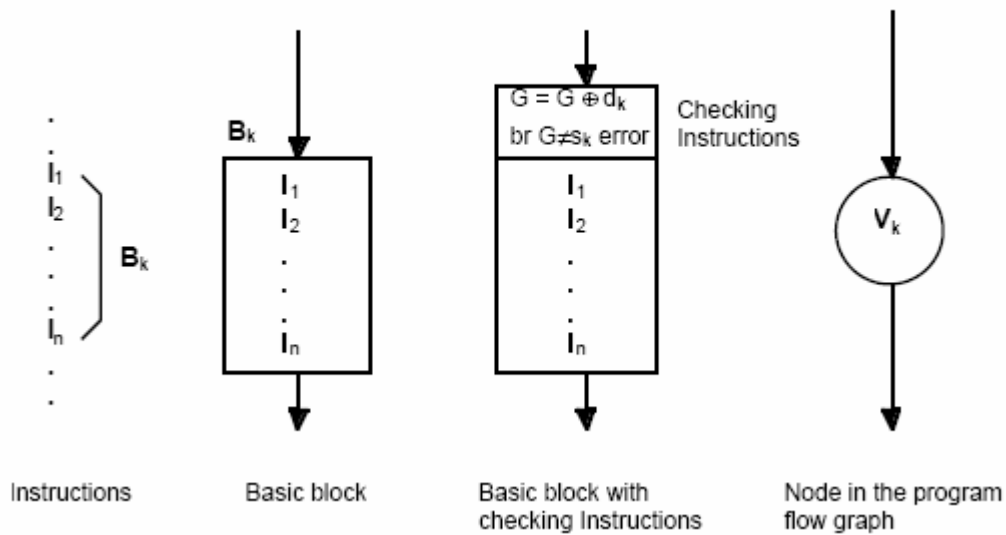 .
.
I1
I2
.
.
.
In
.
.
Bk
Instructions
Bk
I1
I2
.
.
.
In
Basic block
G = G ⊕ dk
br G≠sk error
I1
I2
.
.
.
In
Checking
Instructions
Basic block with
checking Instructions
Vk
Node in the program
flow graph